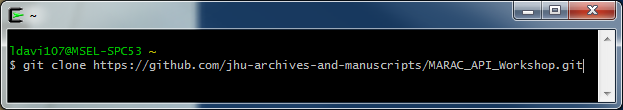 ~
ldavi107@MSEL-SPC53 ~
$ git clone https://github.com/jhu-archives-and-manuscripts/MARAC_API_Workshop.git